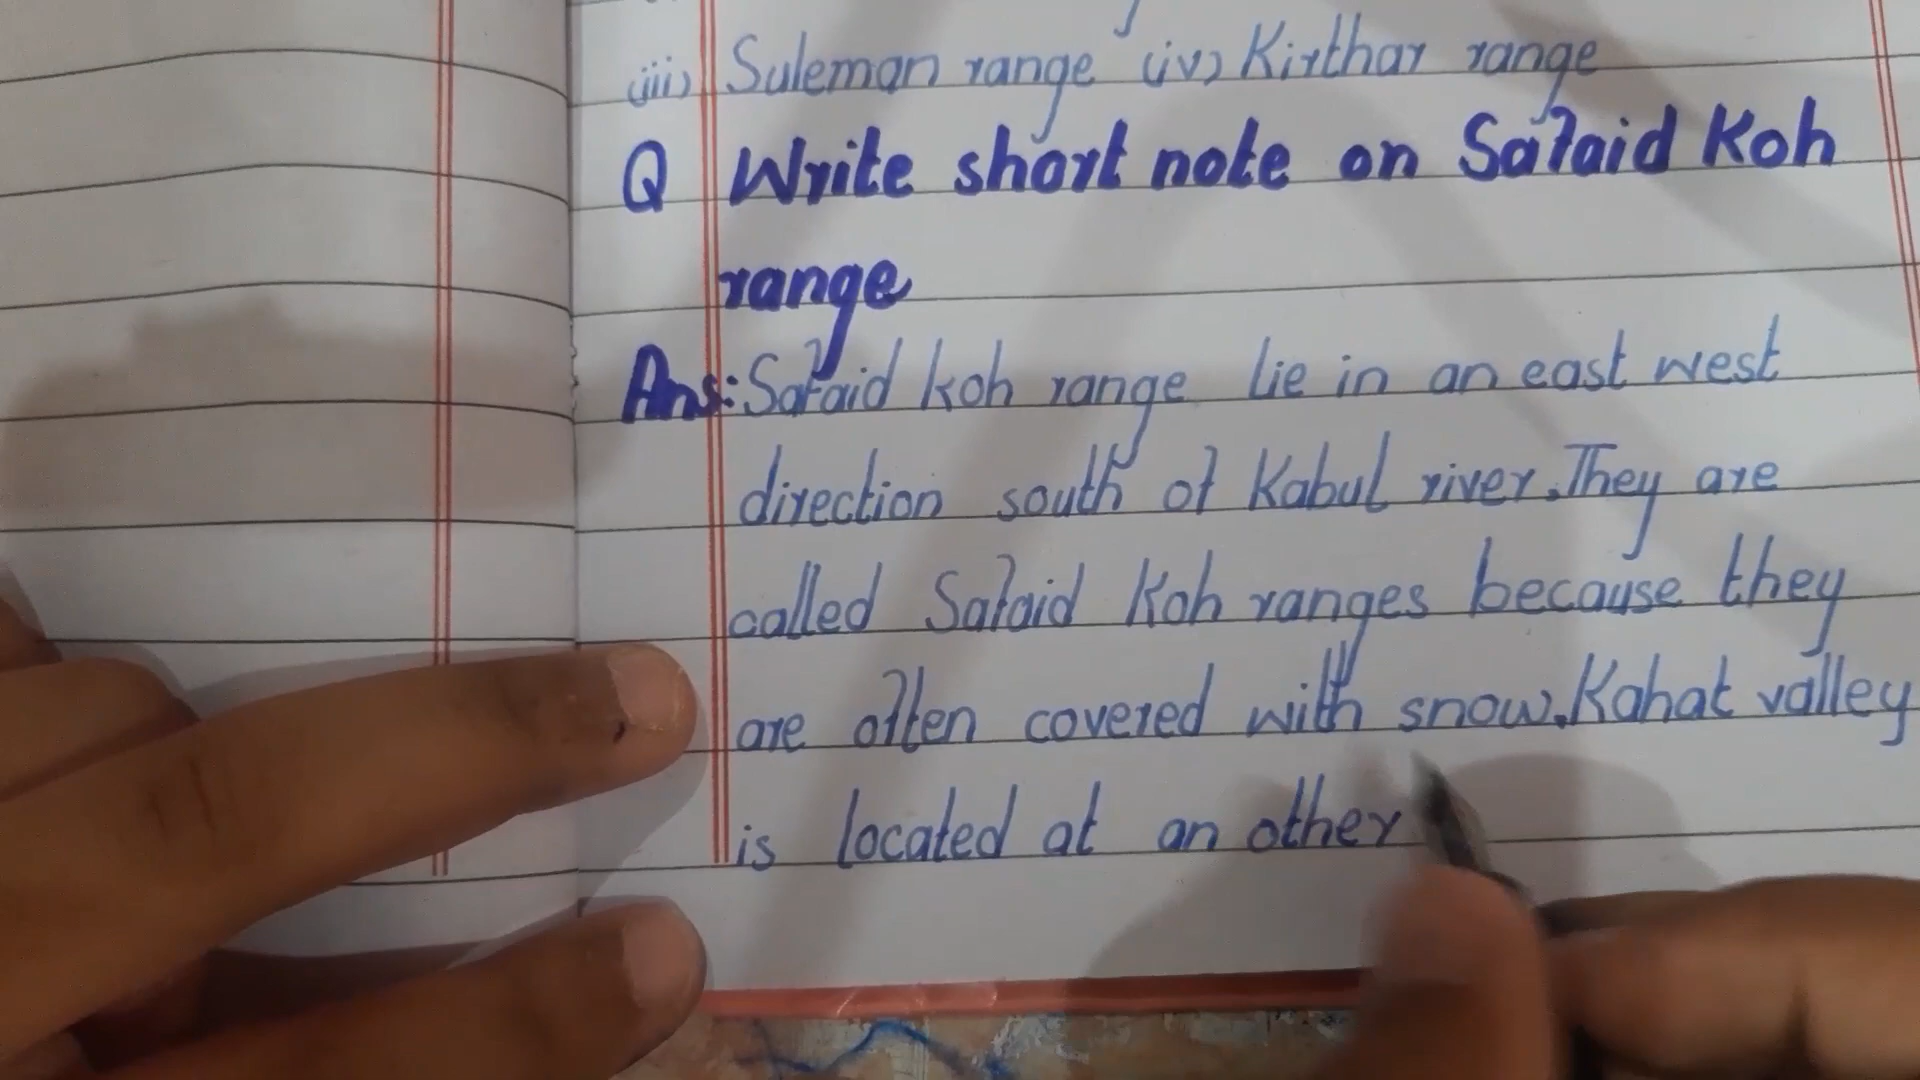 iii) Suleman range iv) Kirthar range
Q Write short note on Safaid Koh
range
Ans: Safaid koh range lie in an east west
direction south of Kabul river. They are
called Safaid Koh ranges because they
are often covered with snow. Kohat valley
is located at an other